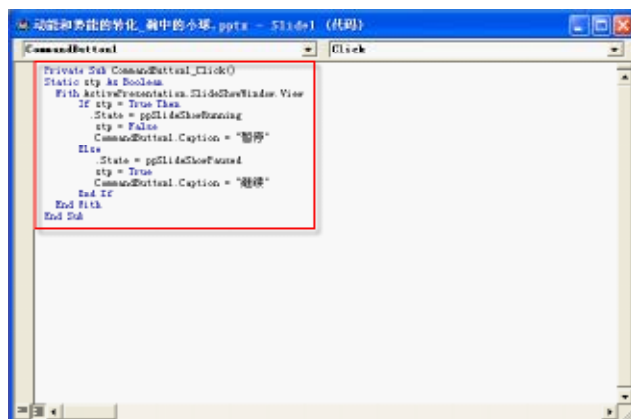 动能和势能的转化_碗中的小球.pptx - Slide1 (代码)
CommandButton1 Click
Private Sub CommandButton1_Click()
Static stp As Boolean
With ActivePresentation.SlideShowWindow.View
If stp = True Then
.State = ppSlideShowRunning
stp = False
CommandButton1.Caption = "暂停"
Else
.State = ppSlideShowPaused
stp = True
CommandButton1.Caption = "继续"
End If
End With
End Sub